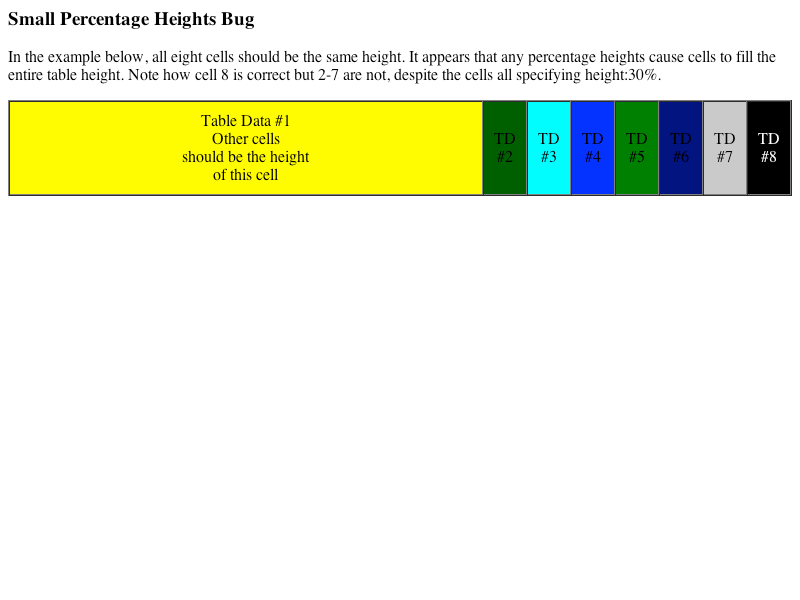 Small Percentage Heights Bug
In the example below, all eight cells should be the same height. It appears that any percentage heights cause cells to fill the
entire table height. Note how cell 8 is correct but 2-7 are not, despite the cells all specifying height:30%.
Table Data #1
Other cells
should be the height
of this cell
TD
#2
TD
#3
TD
#4
TD
#5
TD
#6
TD
#7
TD
#8